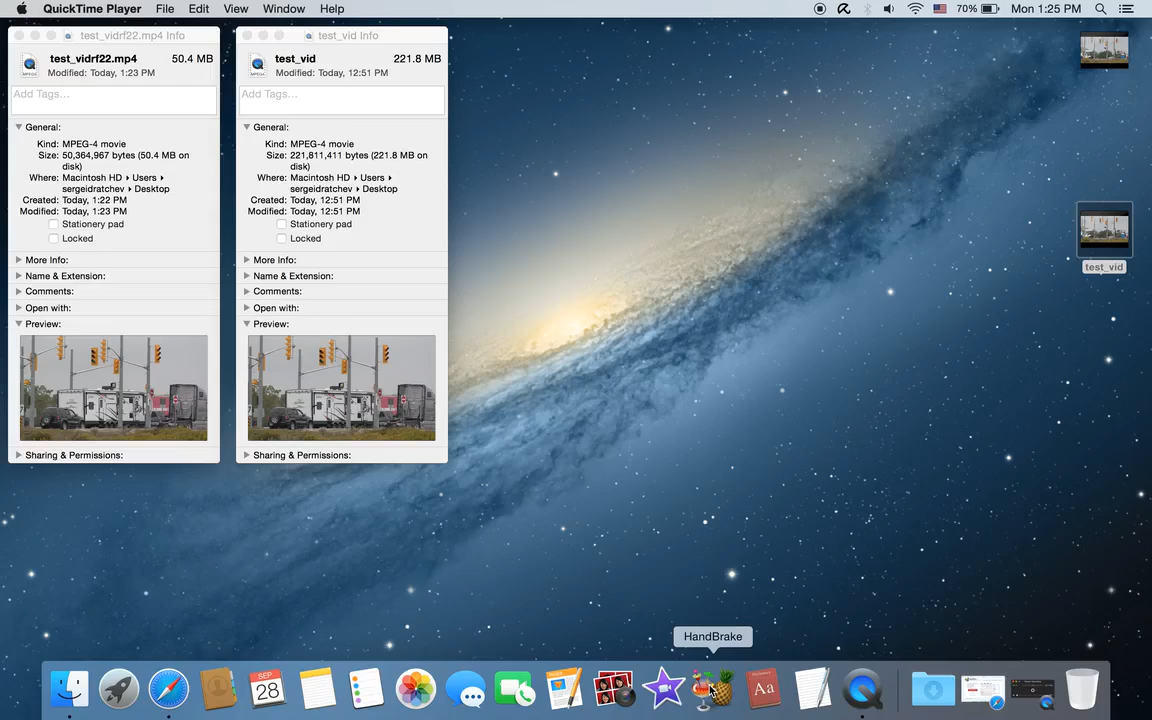 QuickTime Player File Edit View Window Help 70% Mon 1:25 PM
test_vidrf22.mp4 Info
test_vidrf22.mp4 50.4 MB
Modified: Today, 1:23 PM
Add Tags...
General:
Kind: MPEG-4 movie
Size: 50,364,967 bytes (50.4 MB on
disk)
Where: Macintosh HD ▸ Users ▸
sergeidratchev ▸ Desktop
Created: Today, 1:22 PM
Modified: Today, 1:23 PM
Stationery pad
Locked
More Info:
Name & Extension:
Comments:
Open with:
Preview:
Sharing & Permissions:
test_vid Info
test_vid 221.8 MB
Modified: Today, 12:51 PM
Add Tags...
General:
Kind: MPEG-4 movie
Size: 221,811,411 bytes (221.8 MB on
disk)
Where: Macintosh HD ▸ Users ▸
sergeidratchev ▸ Desktop
Created: Today, 12:51 PM
Modified: Today, 12:51 PM
Stationery pad
Locked
More Info:
Name & Extension:
Comments:
Open with:
Preview:
Sharing & Permissions:
test_vid
HandBrake
SEP
28
Aa